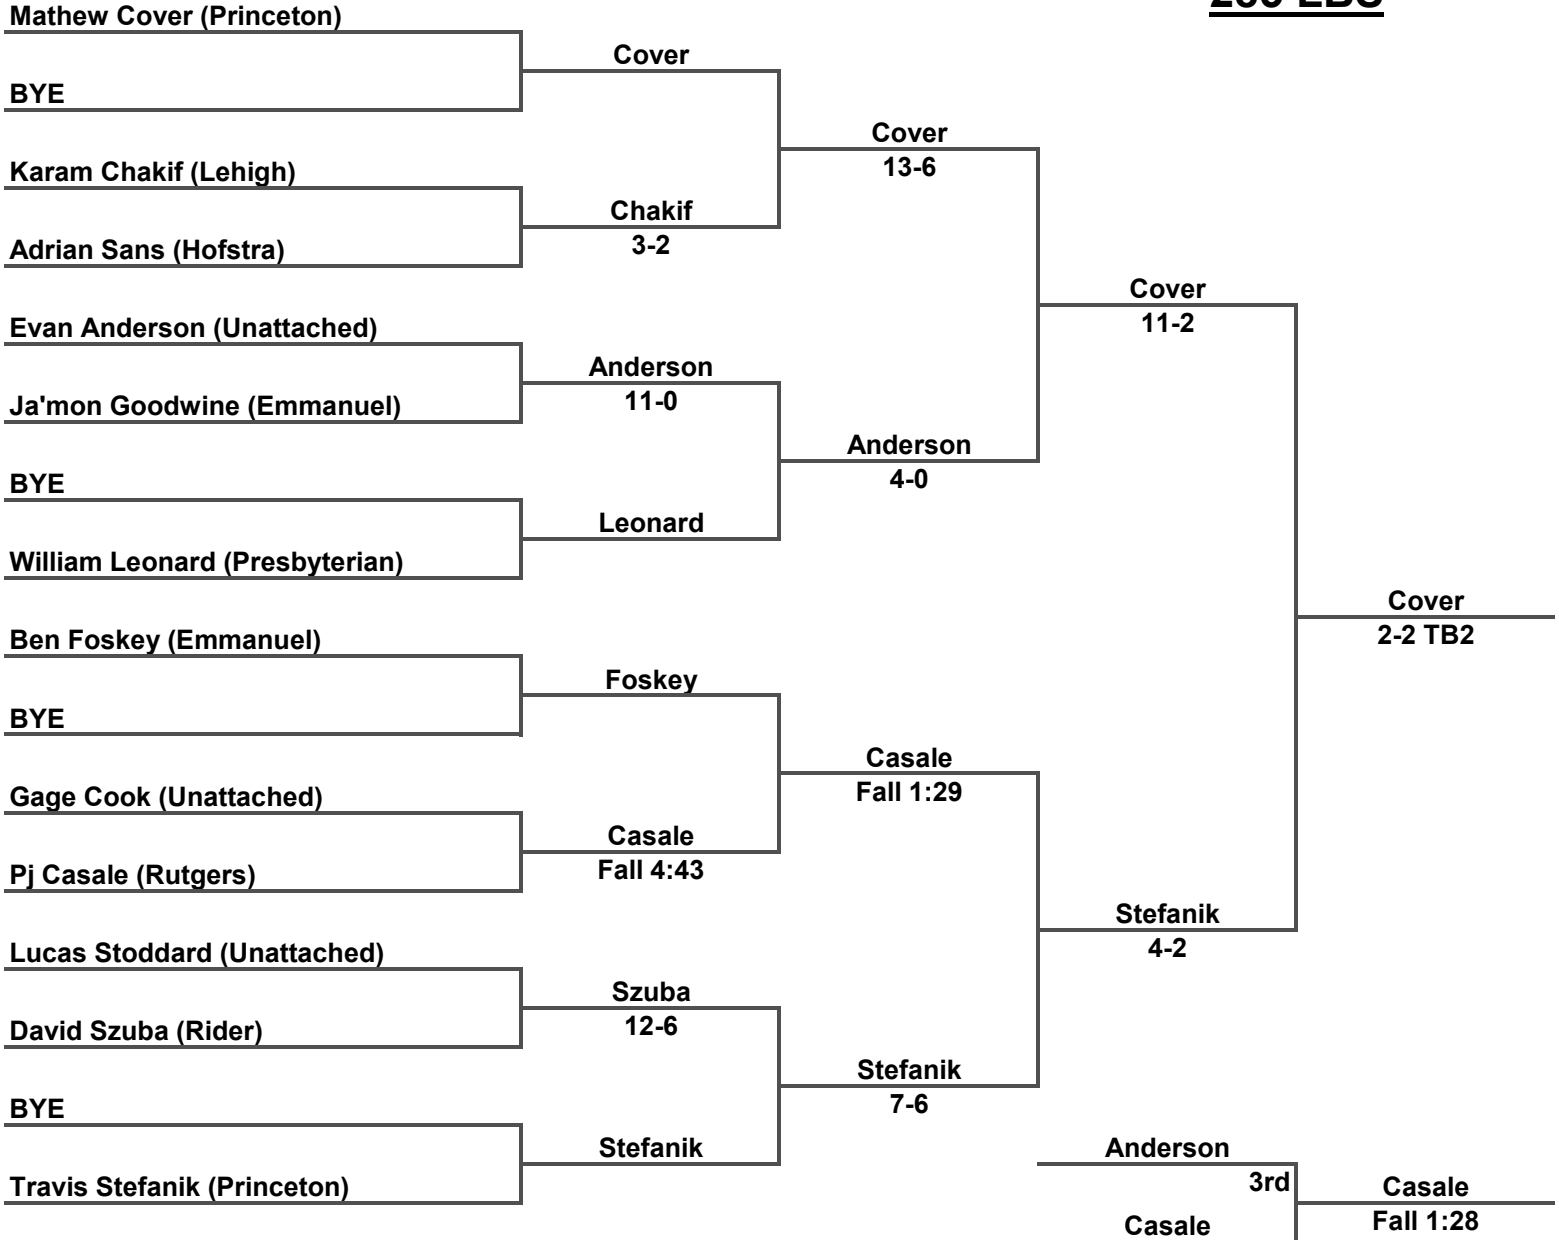 Mathew Cover (Princeton)
BYE
Karam Chakif (Lehigh)
Adrian Sans (Hofstra)
Evan Anderson (Unattached)
Ja'mon Goodwine (Emmanuel)
BYE
William Leonard (Presbyterian)
Ben Foskey (Emmanuel)
BYE
Gage Cook (Unattached)
Pj Casale (Rutgers)
Lucas Stoddard (Unattached)
David Szuba (Rider)
BYE
Travis Stefanik (Princeton)
Cover
Chakif
3-2
Anderson
11-0
Leonard
Foskey
Casale
Fall 4:43
Szuba
12-6
Stefanik
Cover
13-6
Anderson
4-0
Casale
Fall 1:29
Stefanik
7-6
Cover
11-2
Stefanik
4-2
Cover
2-2 TB2
Anderson
3rd
Casale
Casale
Fall 1:28
LBS